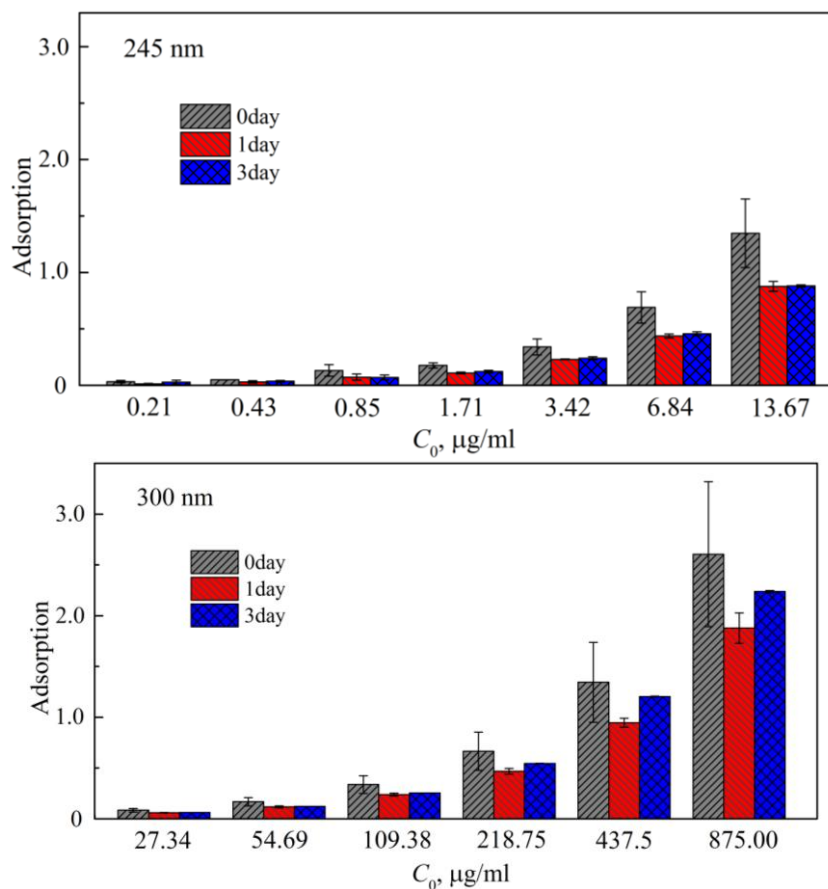 3.0
245 nm
0day
2.0
1day
3day
Adsorption
1.0
0
0.21 0.43 0.85 1.71 3.42 6.84 13.67
C₀, μg/ml
300 nm
3.0
0day
1day
2.0
3day
Adsorption
1.0
0
27.34 54.69 109.38 218.75 437.5 875.00
C₀, μg/ml